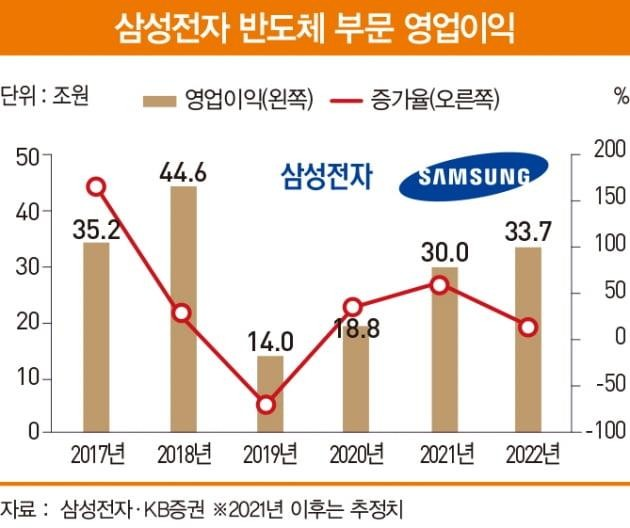 삼성전자 반도체 부문 영업이익
단위 : 조원 영업이익(왼쪽) 증가율(오른쪽) %
삼성전자 SAMSUNG
50 200
40 150
30 100
20 50
10 0
0 -50
-100
35.2 44.6 14.0 18.8 30.0 33.7
2017년 2018년 2019년 2020년 2021년 2022년
자료 : 삼성전자·KB증권 ※2021년 이후는 추정치